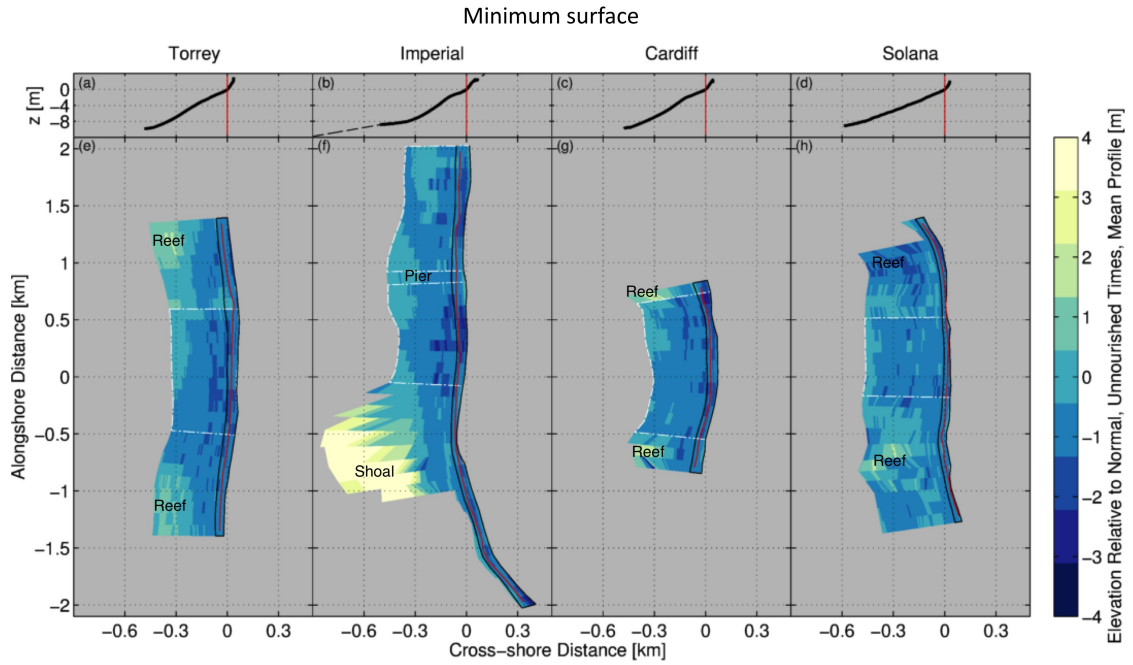 Minimum surface
Torrey Imperial Cardiff Solana
(a) (b) (c) (d)
z [m]
0
−4
−8
(e) (f) (g) (h)
Alongshore Distance [km]
2
1.5
1
0.5
0
−0.5
−1
−1.5
−2
Reef
Reef
Pier
Shoal
Reef
Reef
Reef
Reef
−0.6 −0.3 0 0.3 −0.6 −0.3 0 0.3 −0.6 −0.3 0 0.3 −0.6 −0.3 0 0.3
Cross−shore Distance [km]
4
3
2
1
0
−1
−2
−3
−4
Elevation Relative to Normal, Unnourished Times, Mean Profile [m]